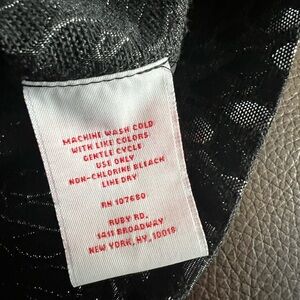 MACHINE WASH COLD
WITH LIKE COLORS
GENTLE CYCLE
USE ONLY
NON-CHLORINE BLEACH
LINE DRY
RN 107680
RUBY RD.
1411 BROADWAY
NEW YORK, NY, 10018